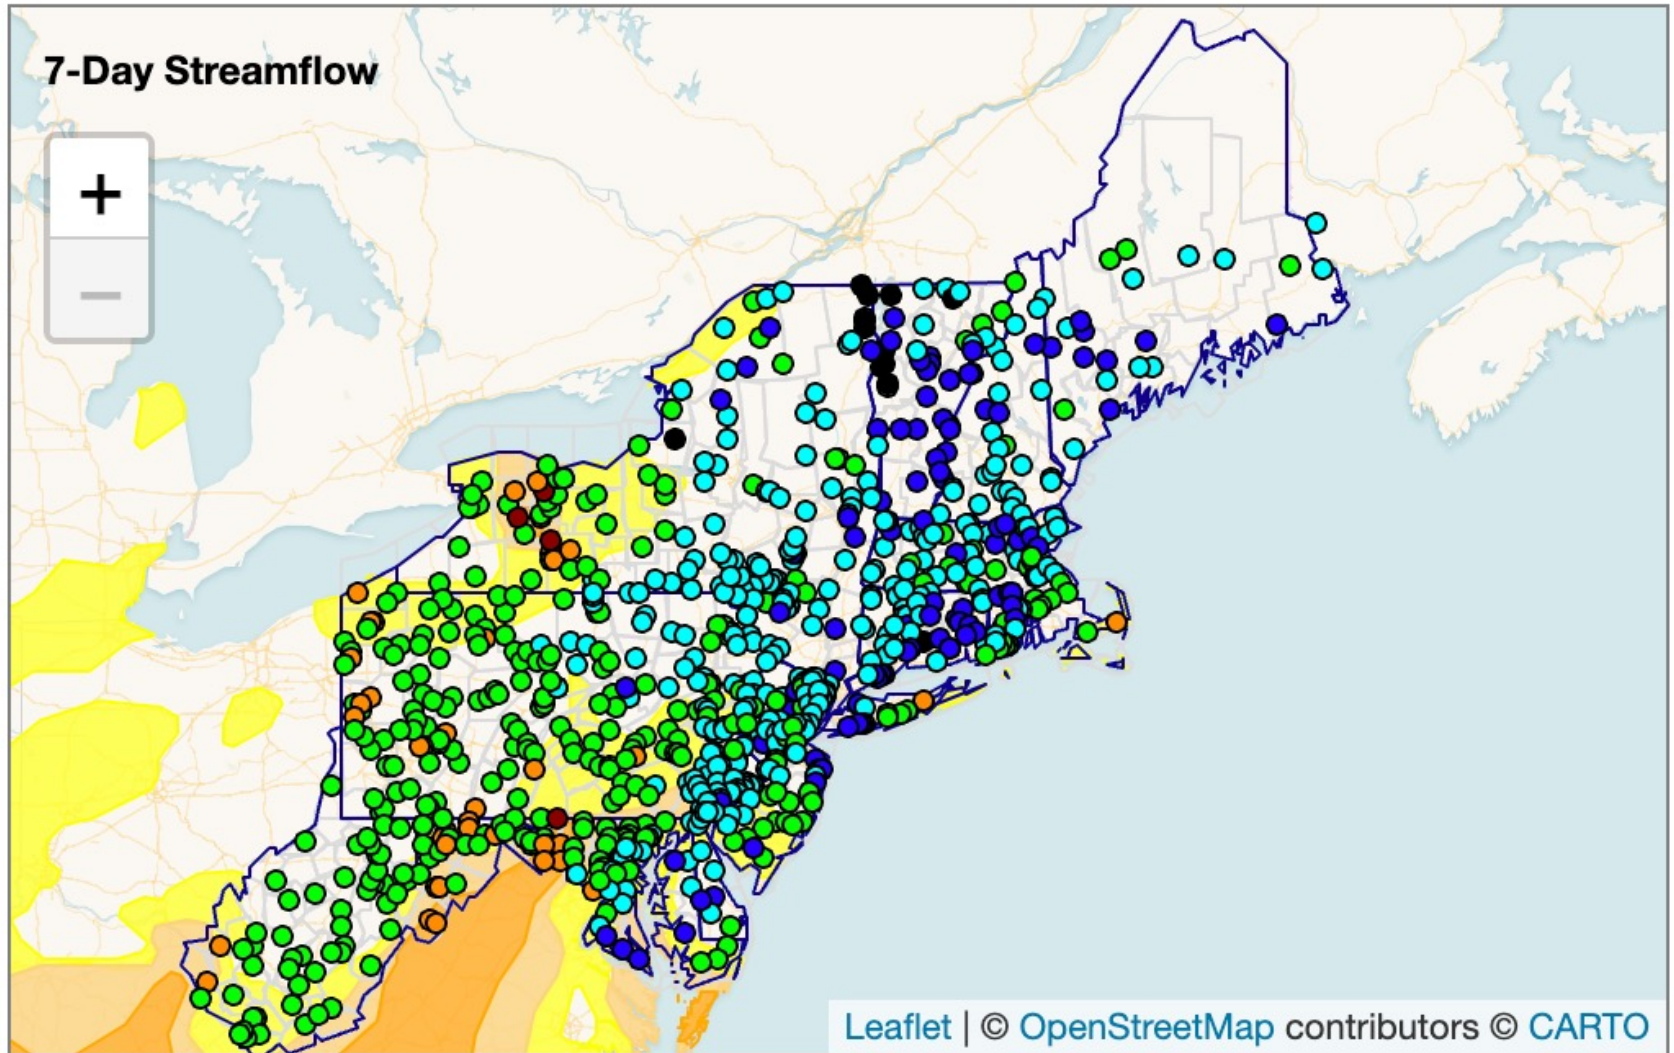 7-Day Streamflow
+
−
Leaflet | © OpenStreetMap contributors © CARTO